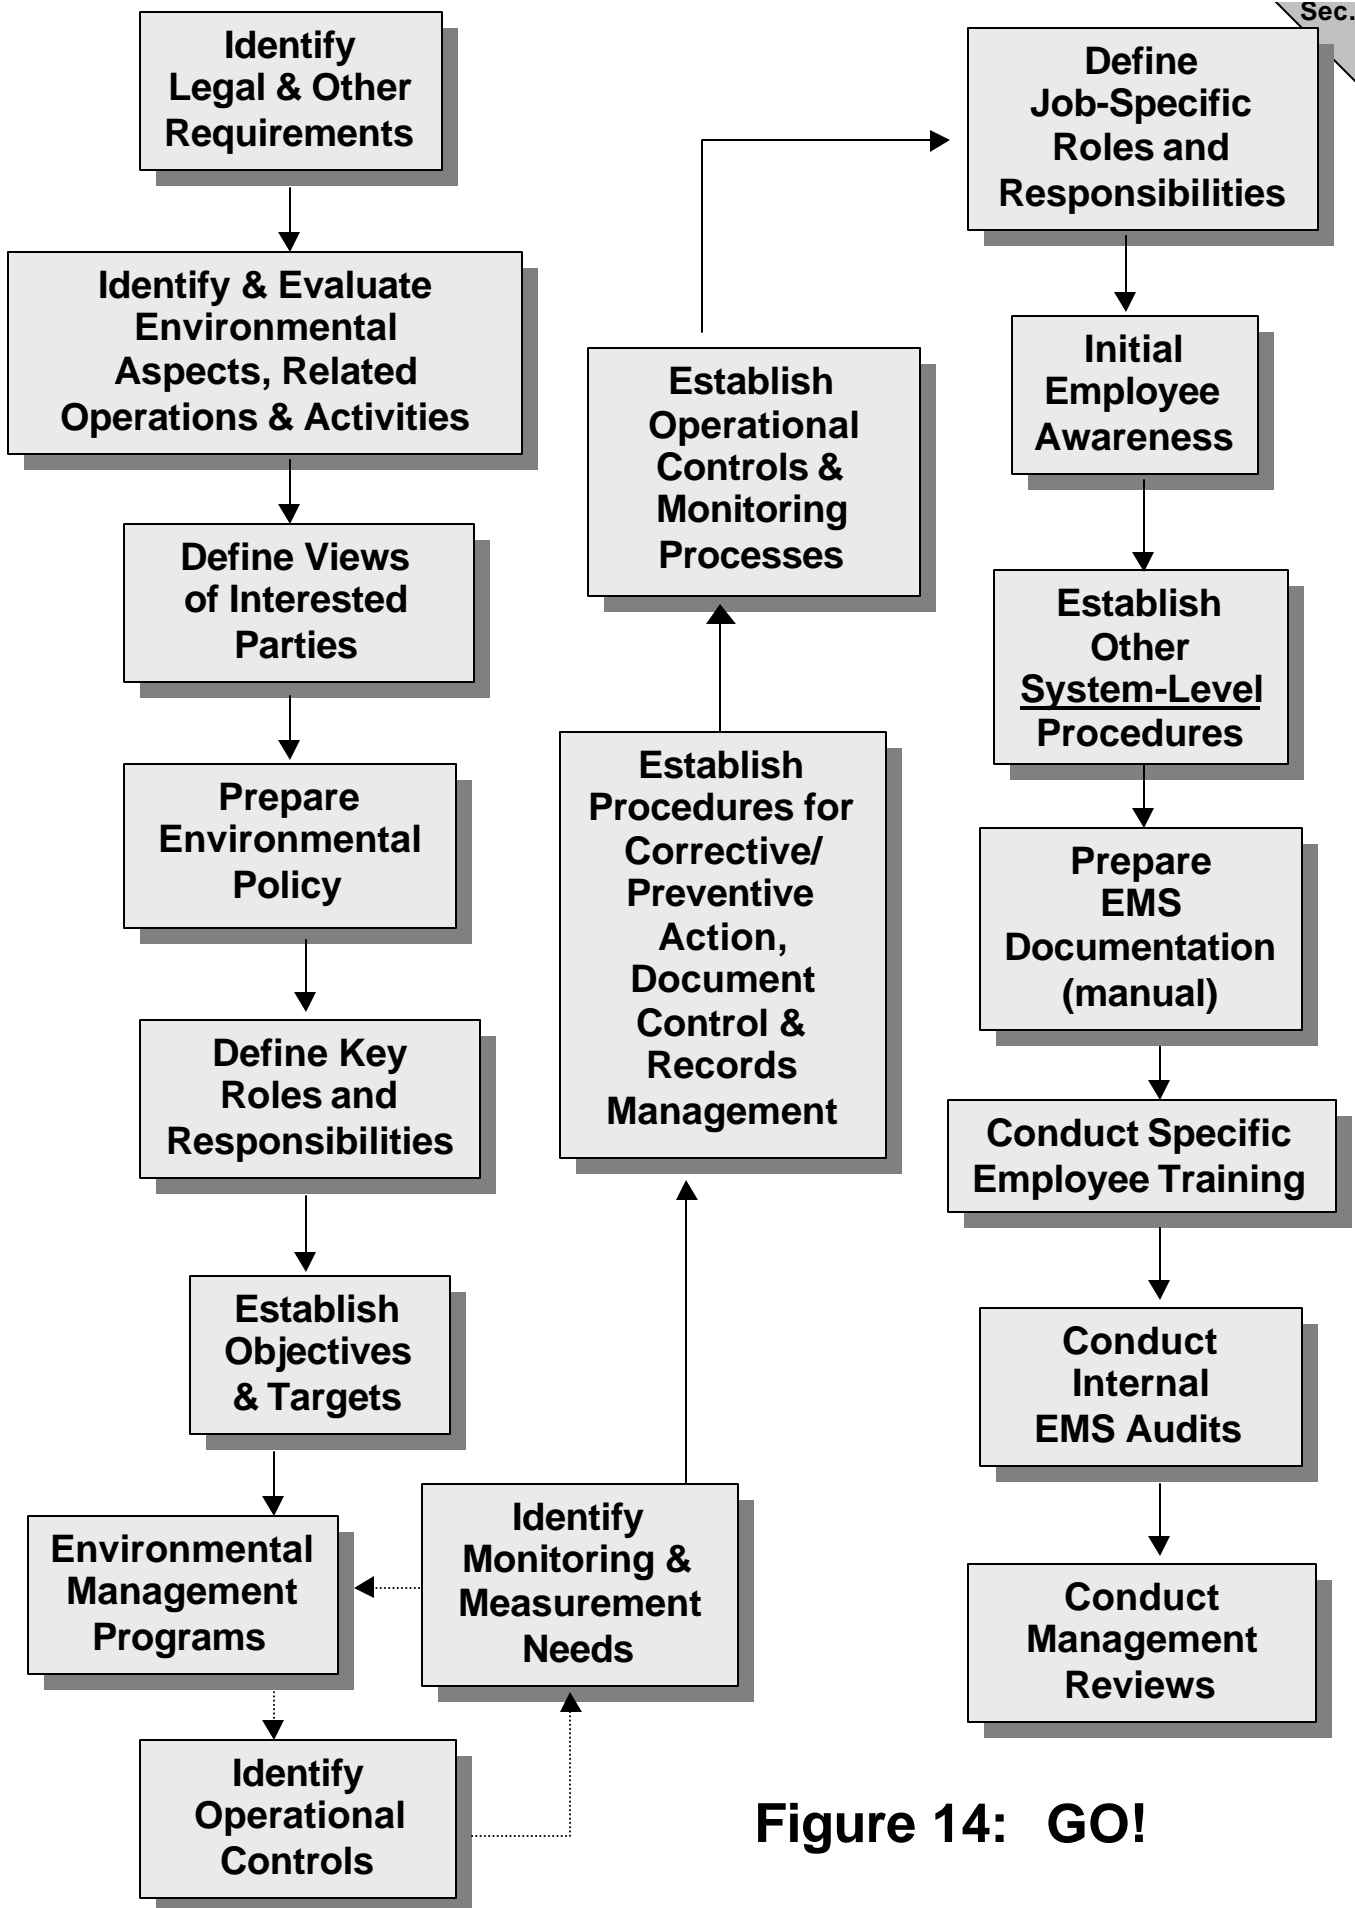 Identify
Legal & Other
Requirements
Identify & Evaluate
Environmental
Aspects, Related
Operations & Activities
Define Views
of Interested
Parties
Prepare
Environmental
Policy
Define Key
Roles and
Responsibilities
Establish
Objectives
& Targets
Environmental
Management
Programs
Identify
Operational
Controls
Identify
Monitoring &
Measurement
Needs
Establish
Procedures for
Corrective/
Preventive
Action,
Document
Control &
Records
Management
Establish
Operational
Controls &
Monitoring
Processes
Sec.
Define
Job-Specific
Roles and
Responsibilities
Initial
Employee
Awareness
Establish
Other
System-Level
Procedures
Prepare
EMS
Documentation
(manual)
Conduct Specific
Employee Training
Conduct
Internal
EMS Audits
Conduct
Management
Reviews
Figure 14: GO!